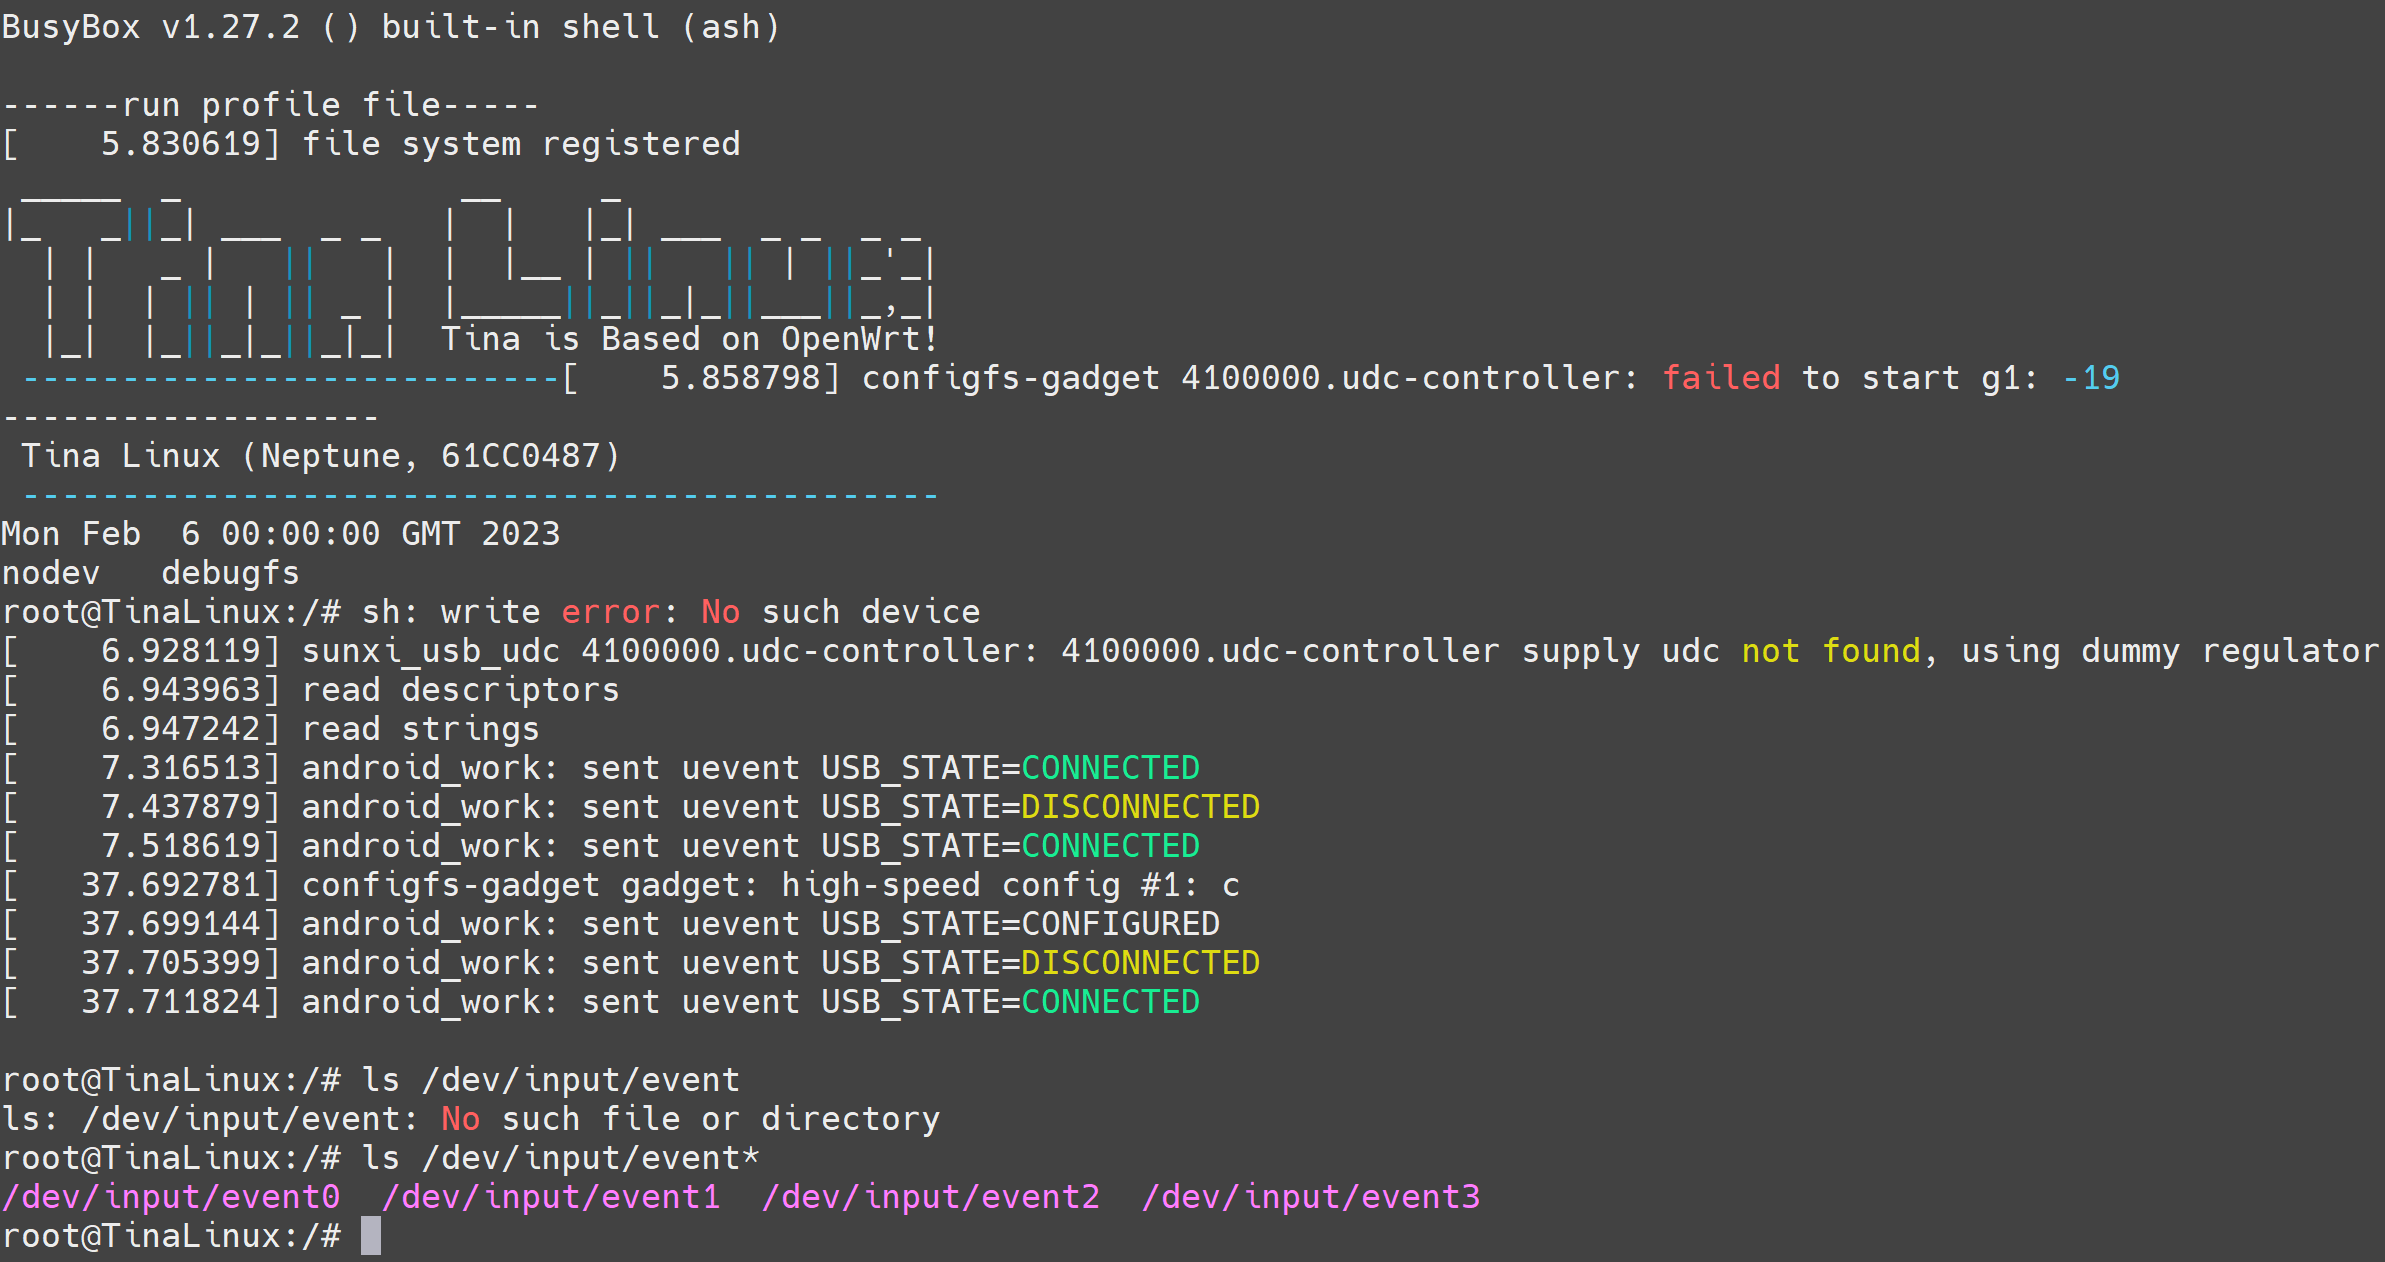 BusyBox v1.27.2 () built-in shell (ash)

------run profile file-----
[    5.830619] file system registered
 _____  _              __     _
|_   _||_| ___  _ _   |  |   |_| ___  _ _  _ _
  | |   _ |   ||   |  |  |__ | ||   || | ||_'_|
  | |  | || | || _ |  |_____||_||_|_||___||_,_|
  |_|  |_||_|_||_|_|  Tina is Based on OpenWrt!
 ---------------------------[    5.858798] configfs-gadget 4100000.udc-controller: failed to start g1: -19
-------------------
 Tina Linux (Neptune, 61CC0487)
 ----------------------------------------------
Mon Feb  6 00:00:00 GMT 2023
nodev   debugfs
root@TinaLinux:/# sh: write error: No such device
[    6.928119] sunxi_usb_udc 4100000.udc-controller: 4100000.udc-controller supply udc not found, using dummy regulator
[    6.943963] read descriptors
[    6.947242] read strings
[    7.316513] android_work: sent uevent USB_STATE=CONNECTED
[    7.437879] android_work: sent uevent USB_STATE=DISCONNECTED
[    7.518619] android_work: sent uevent USB_STATE=CONNECTED
[   37.692781] configfs-gadget gadget: high-speed config #1: c
[   37.699144] android_work: sent uevent USB_STATE=CONFIGURED
[   37.705399] android_work: sent uevent USB_STATE=DISCONNECTED
[   37.711824] android_work: sent uevent USB_STATE=CONNECTED

root@TinaLinux:/# ls /dev/input/event
ls: /dev/input/event: No such file or directory
root@TinaLinux:/# ls /dev/input/event*
/dev/input/event0  /dev/input/event1  /dev/input/event2  /dev/input/event3
root@TinaLinux:/#